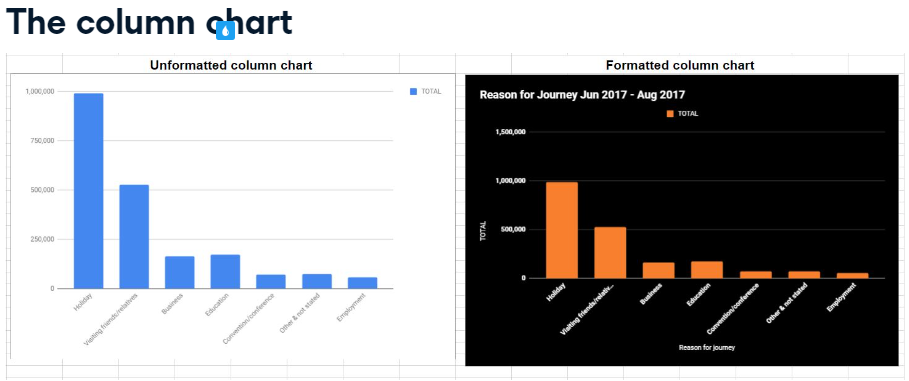 The column chart
Unformatted column chart
TOTAL
1,000,000
750,000
500,000
250,000
0
Holiday
Visiting friends/relatives
Business
Education
Convention/conference
Other & not stated
Employment
Formatted column chart
Reason for Journey Jun 2017 - Aug 2017
TOTAL
1,500,000
1,000,000
500,000
0
TOTAL
Holiday
Visiting friends/relativ...
Business
Education
Convention/conference
Other & not stated
Employment
Reason for journey